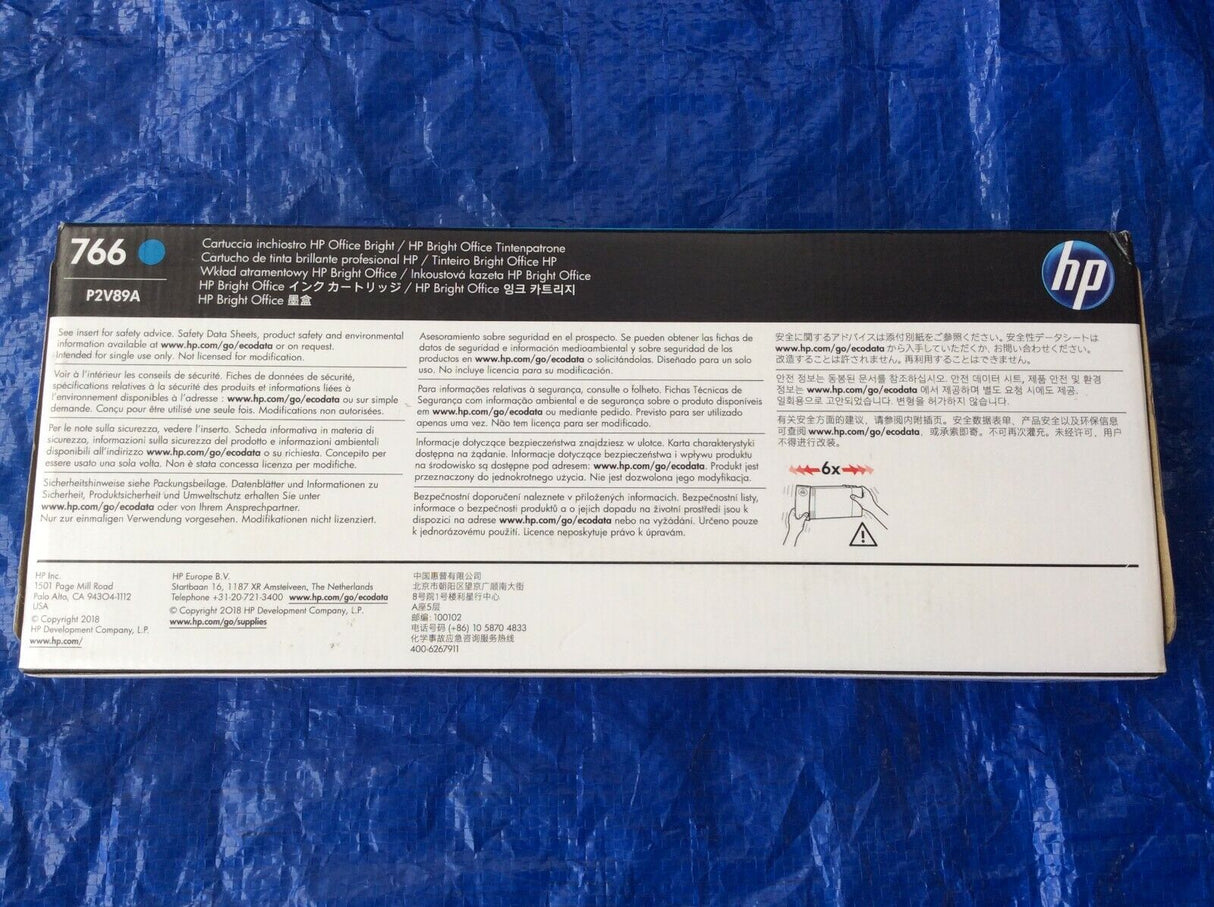 766
P2V89A
Cartuccia inchiostro HP Office Bright / HP Bright Office Tintenpatrone
Cartucho de tinta brillante profesional HP / Tinteiro Bright Office HP
Wkład atramentowy HP Bright Office / Inkoustová kazeta HP Bright Office
HP Bright Office インク カートリッジ / HP Bright Office 잉크 카트리지
HP Bright Office 墨盒
hp
See insert for safety advice. Safety Data Sheets, product safety and environmental
information available at www.hp.com/go/ecodata or on request.
Intended for single use only. Not licensed for modification.
Voir à l'intérieur les conseils de sécurité. Fiches de données de sécurité,
spécifications relatives à la sécurité des produits et informations liées à
l'environnement disponibles à l'adresse : www.hp.com/go/ecodata ou sur simple
demande. Conçu pour être utilisé une seule fois. Modifications non autorisées.
Per le note sulla sicurezza, vedere l'inserto. Scheda informativa in materia di
sicurezza, informazioni sulla sicurezza del prodotto e informazioni ambientali
disponibili all'indirizzo www.hp.com/go/ecodata o su richiesta. Concepito per
essere usato una sola volta. Non è stata concessa licenza per modifiche.
Sicherheitshinweise siehe Packungsbeilage. Datenblätter und Informationen zu
Sicherheit, Produktsicherheit und Umweltschutz erhalten Sie unter
www.hp.com/go/ecodata oder von Ihrem Ansprechpartner.
Nur zur einmaligen Verwendung vorgesehen. Modifikationen nicht lizenziert.
Asesoramiento sobre seguridad en el prospecto. Se pueden obtener las fichas de
datos de seguridad e información medioambiental y sobre seguridad de los
productos en www.hp.com/go/ecodata o solicitándolas. Diseñado para un solo
uso. No incluye licencia para su modificación.
Para informações relativas à segurança, consulte o folheto. Fichas Técnicas de
Segurança com informação ambiental e de segurança sobre o produto disponíveis
em www.hp.com/go/ecodata ou mediante pedido. Previsto para ser utilizado
apenas uma vez. Não tem licença para ser modificado.
Informacje dotyczące bezpieczeństwa znajdziesz w ulotce. Karta charakterystyki
dostępna na żądanie. Informacje dotyczące bezpieczeństwa i wpływu produktu
na środowisko są dostępne pod adresem: www.hp.com/go/ecodata. Produkt jest
przeznaczony do jednokrotnego użycia. Nie jest dozwolona jego modyfikacja.
Bezpečnostní doporučení naleznete v přiložených informacích. Bezpečnostní listy,
informace o bezpečnosti produktů a o jejich dopadu na životní prostředí jsou k
dispozici na adrese www.hp.com/go/ecodata nebo na vyžádání. Určeno pouze
k jednorázovému použití. Licence neposkytuje právo k úpravám.
安全に関するアドバイスは添付別紙をご参照ください。安全性データシートは
www.hp.com/go/ecodata から入手していただくか、お問い合わせください。
改造することは許されません。再利用することはできません。
안전 정보는 동봉된 문서를 참조하십시오. 안전 데이터 시트, 제품 안전 및 환경
정보는 www.hp.com/go/ecodata 에서 제공하며 별도 요청 시에도 제공.
일회용으로 고안되었습니다. 변형을 허가하지 않습니다.
有关安全方面的建议，请参阅内附插页。安全数据表单、产品安全以及环保信息
可查阅 www.hp.com/go/ecodata，或承索即寄。不可再次灌充。未经许可，用户
不得进行改装。
6x
HP Inc.
1501 Page Mill Road
Palo Alto, CA 94304-1112
USA
© Copyright 2018
HP Development Company, L.P.
www.hp.com/
HP Europe B.V.
Startbaan 16, 1187 XR Amstelveen, The Netherlands
Telephone +31-20-721-3400 www.hp.com/go/ecodata
© Copyright 2018 HP Development Company, L.P.
www.hp.com/go/supplies
中国惠普有限公司
北京市朝阳区望京广顺南大街
8号院1号楼利星行中心
A座5层
邮编: 100102
电话号码 (+86) 10 5870 4833
化学事故应急咨询服务热线
400-6267911